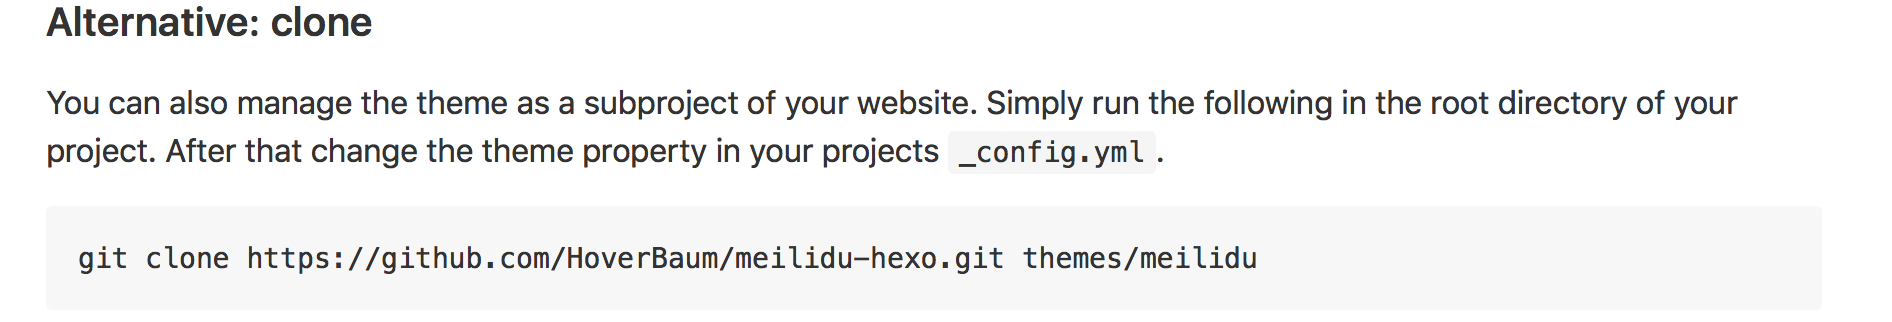 Alternative: clone
You can also manage the theme as a subproject of your website. Simply run the following in the root directory of your
project. After that change the theme property in your projects _config.yml.
git clone https://github.com/HoverBaum/meilidu-hexo.git themes/meilidu